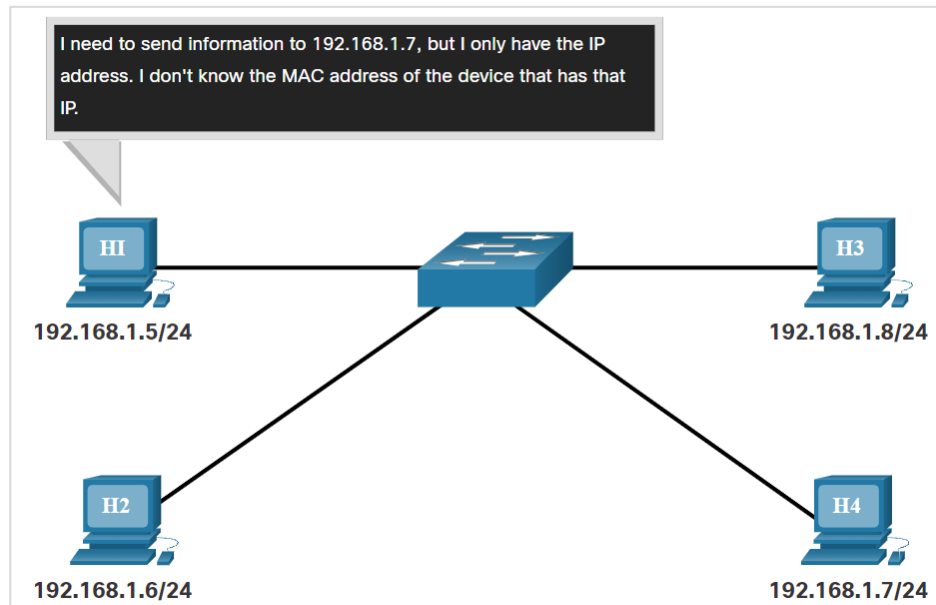 I need to send information to 192.168.1.7, but I only have the IP
address. I don't know the MAC address of the device that has that
IP.
H1
H3
192.168.1.5/24
192.168.1.8/24
H2
H4
192.168.1.6/24
192.168.1.7/24